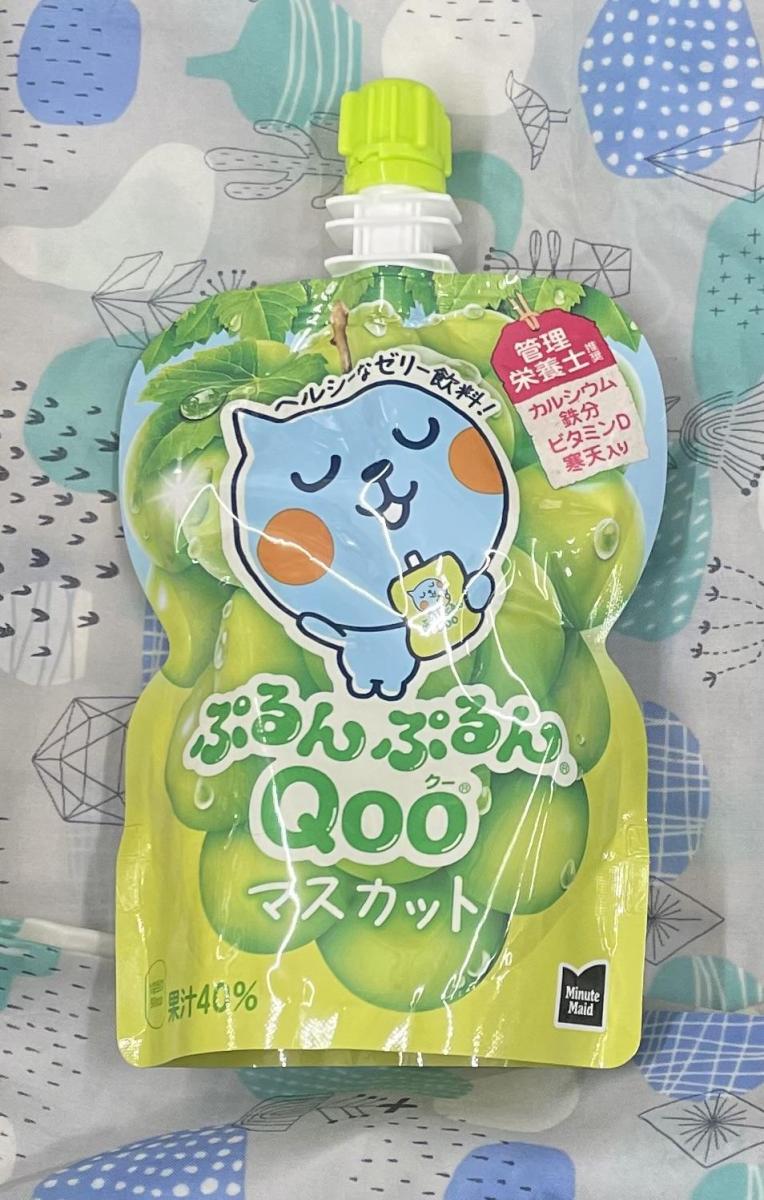 ヘルシーなゼリー飲料!
管理
栄養士推奨
カルシウム
鉄分
ビタミンD
寒天入り
ぷるんぷるん®
クー®
Qoo
マスカット
果汁40%
Minute
Maid